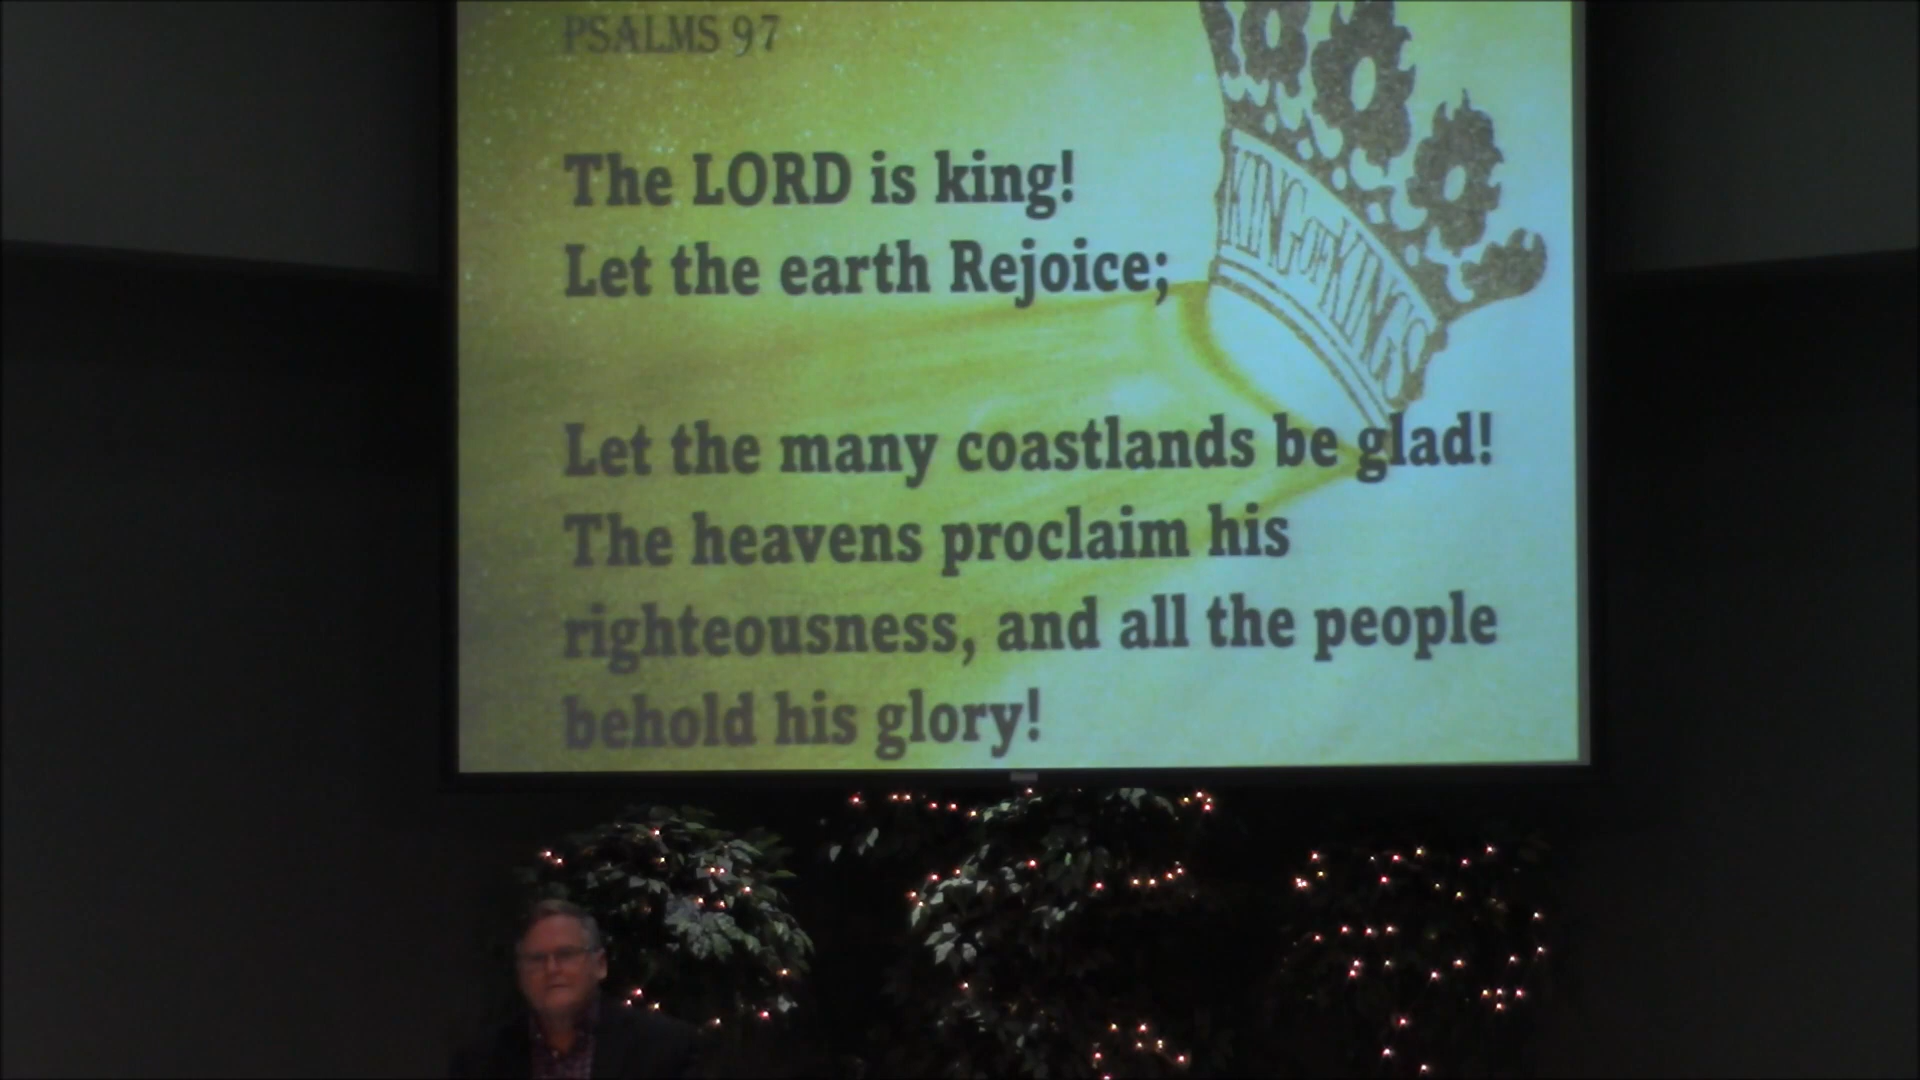 PSALMS 97
The LORD is king!
Let the earth Rejoice;
KING OF KINGS
Let the many coastlands be glad!
The heavens proclaim his
righteousness, and all the people
behold his glory!